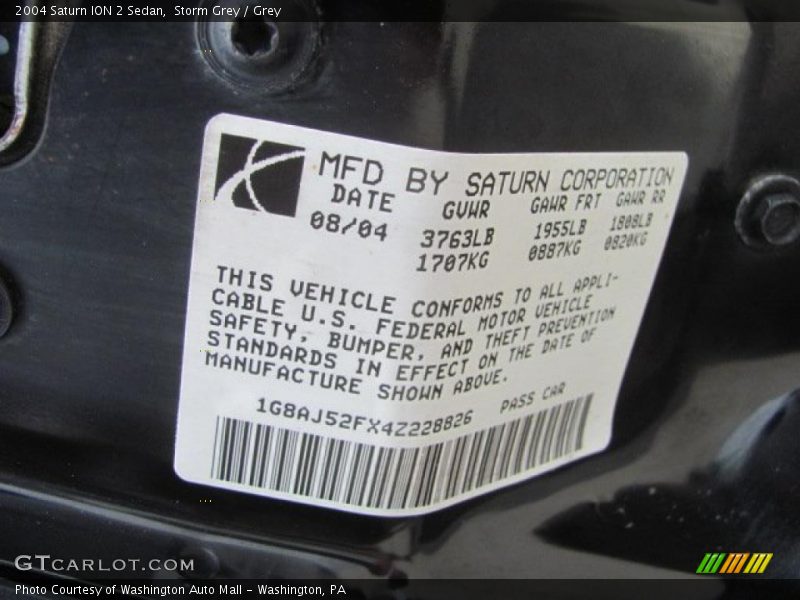 2004 Saturn ION 2 Sedan,  Storm Grey / Grey
MFD BY SATURN CORPORATION
DATE GVWR GAWR FRT GAWR RR
08/04 3763LB 1955LB 1808LB
1707KG 0887KG 0820KG
THIS VEHICLE CONFORMS TO ALL APPLI-
CABLE U.S. FEDERAL MOTOR VEHICLE
SAFETY, BUMPER, AND THEFT PREVENTION
STANDARDS IN EFFECT ON THE DATE OF
MANUFACTURE SHOWN ABOVE.
1G8AJ52FX4Z228826 PASS CAR
GTCARLOT.COM
Photo Courtesy of Washington Auto Mall - Washington, PA